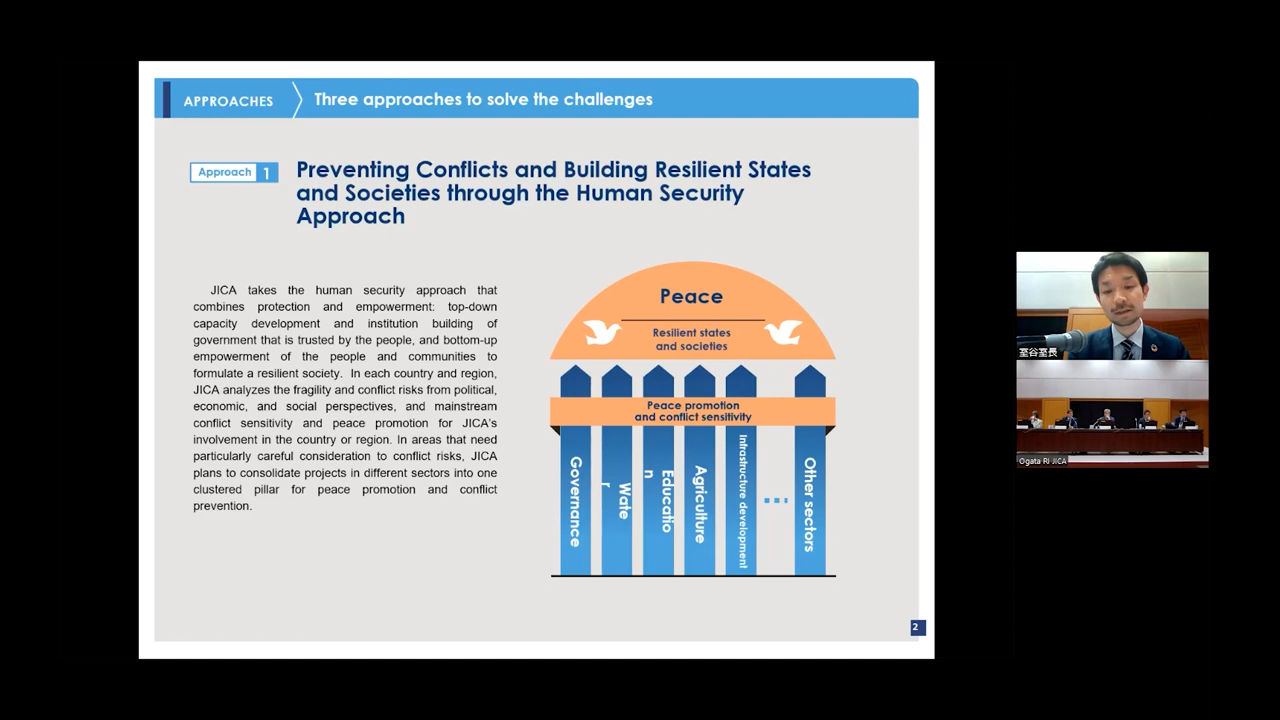 APPROACHES
Three approaches to solve the challenges
Approach 1
Preventing Conflicts and Building Resilient States
and Societies through the Human Security
Approach
JICA takes the human security approach that
combines protection and empowerment: top-down
capacity development and institution building of
government that is trusted by the people, and bottom-up
empowerment of the people and communities to
formulate a resilient society. In each country and region,
JICA analyzes the fragility and conflict risks from political,
economic, and social perspectives, and mainstream
conflict sensitivity and peace promotion for JICA's
involvement in the country or region. In areas that need
particularly careful consideration to conflict risks, JICA
plans to consolidate projects in different sectors into one
clustered pillar for peace promotion and conflict
prevention.
Peace
Resilient states
and societies
Peace promotion
and conflict sensitivity
Governance
Wate
r
Educatio
n
Agriculture
Infrastructure development
...
Other sectors
2
室谷室長
Ogata RI JICA